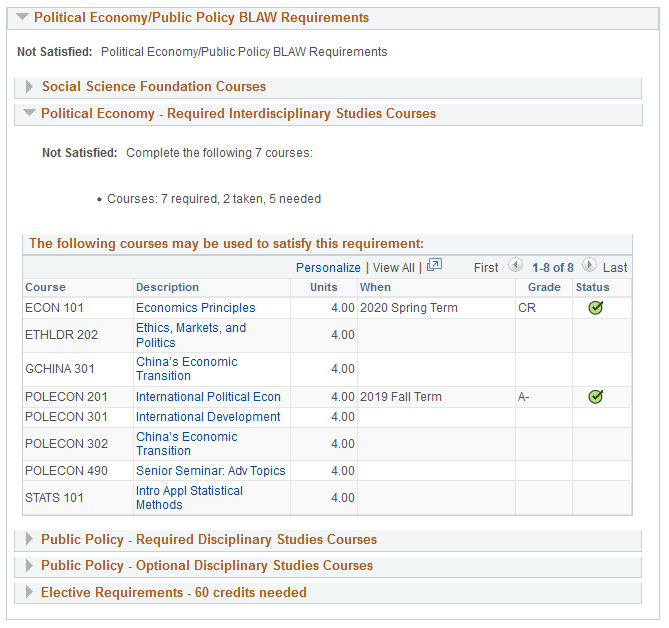 Political Economy/Public Policy BLAW Requirements
Not Satisfied: Political Economy/Public Policy BLAW Requirements
Social Science Foundation Courses
Political Economy - Required Interdisciplinary Studies Courses
Not Satisfied: Complete the following 7 courses:
• Courses: 7 required, 2 taken, 5 needed
The following courses may be used to satisfy this requirement:
Personalize | View All | First 1-8 of 8 Last
Course Description Units When Grade Status
ECON 101 Economics Principles 4.00 2020 Spring Term CR
ETHLDR 202 Ethics, Markets, and 4.00
Politics
GCHINA 301 China's Economic 4.00
Transition
POLECON 201 International Political Econ 4.00 2019 Fall Term A-
POLECON 301 International Development 4.00
POLECON 302 China's Economic 4.00
Transition
POLECON 490 Senior Seminar: Adv Topics 4.00
STATS 101 Intro Appl Statistical 4.00
Methods
Public Policy - Required Disciplinary Studies Courses
Public Policy - Optional Disciplinary Studies Courses
Elective Requirements - 60 credits needed